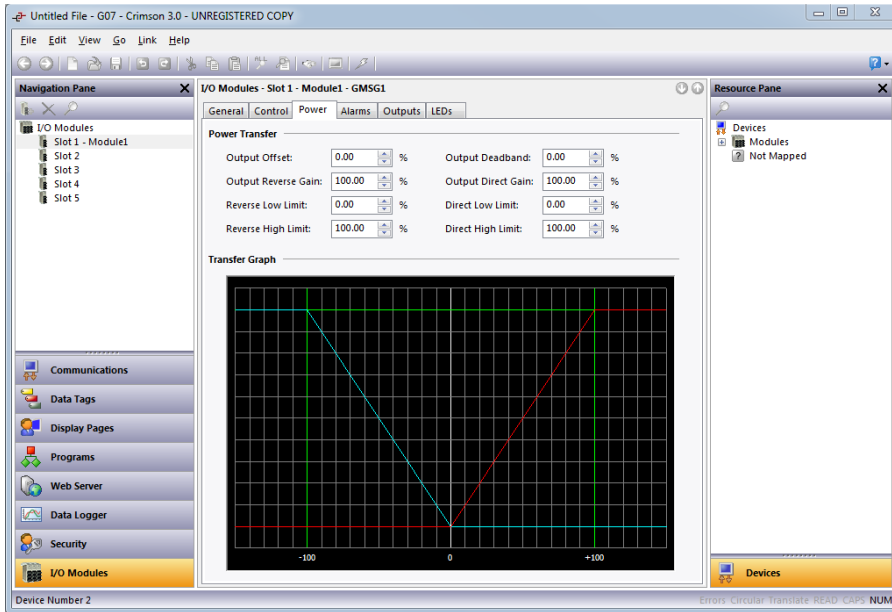 Untitled File - G07 - Crimson 3.0 - UNREGISTERED COPY
File Edit View Go Link Help
Navigation Pane
I/O Modules
Slot 1 - Module1
Slot 2
Slot 3
Slot 4
Slot 5
Communications
Data Tags
Display Pages
Programs
Web Server
Data Logger
Security
I/O Modules
I/O Modules - Slot 1 - Module1 - GMSG1
General Control Power Alarms Outputs LEDs
Power Transfer
Output Offset: 0.00 % Output Deadband: 0.00 %
Output Reverse Gain: 100.00 % Output Direct Gain: 100.00 %
Reverse Low Limit: 0.00 % Direct Low Limit: 0.00 %
Reverse High Limit: 100.00 % Direct High Limit: 100.00 %
Transfer Graph
-100 0 +100
Resource Pane
Devices
Modules
Not Mapped
Devices
Device Number 2
Errors Circular Translate READ CAPS NUM